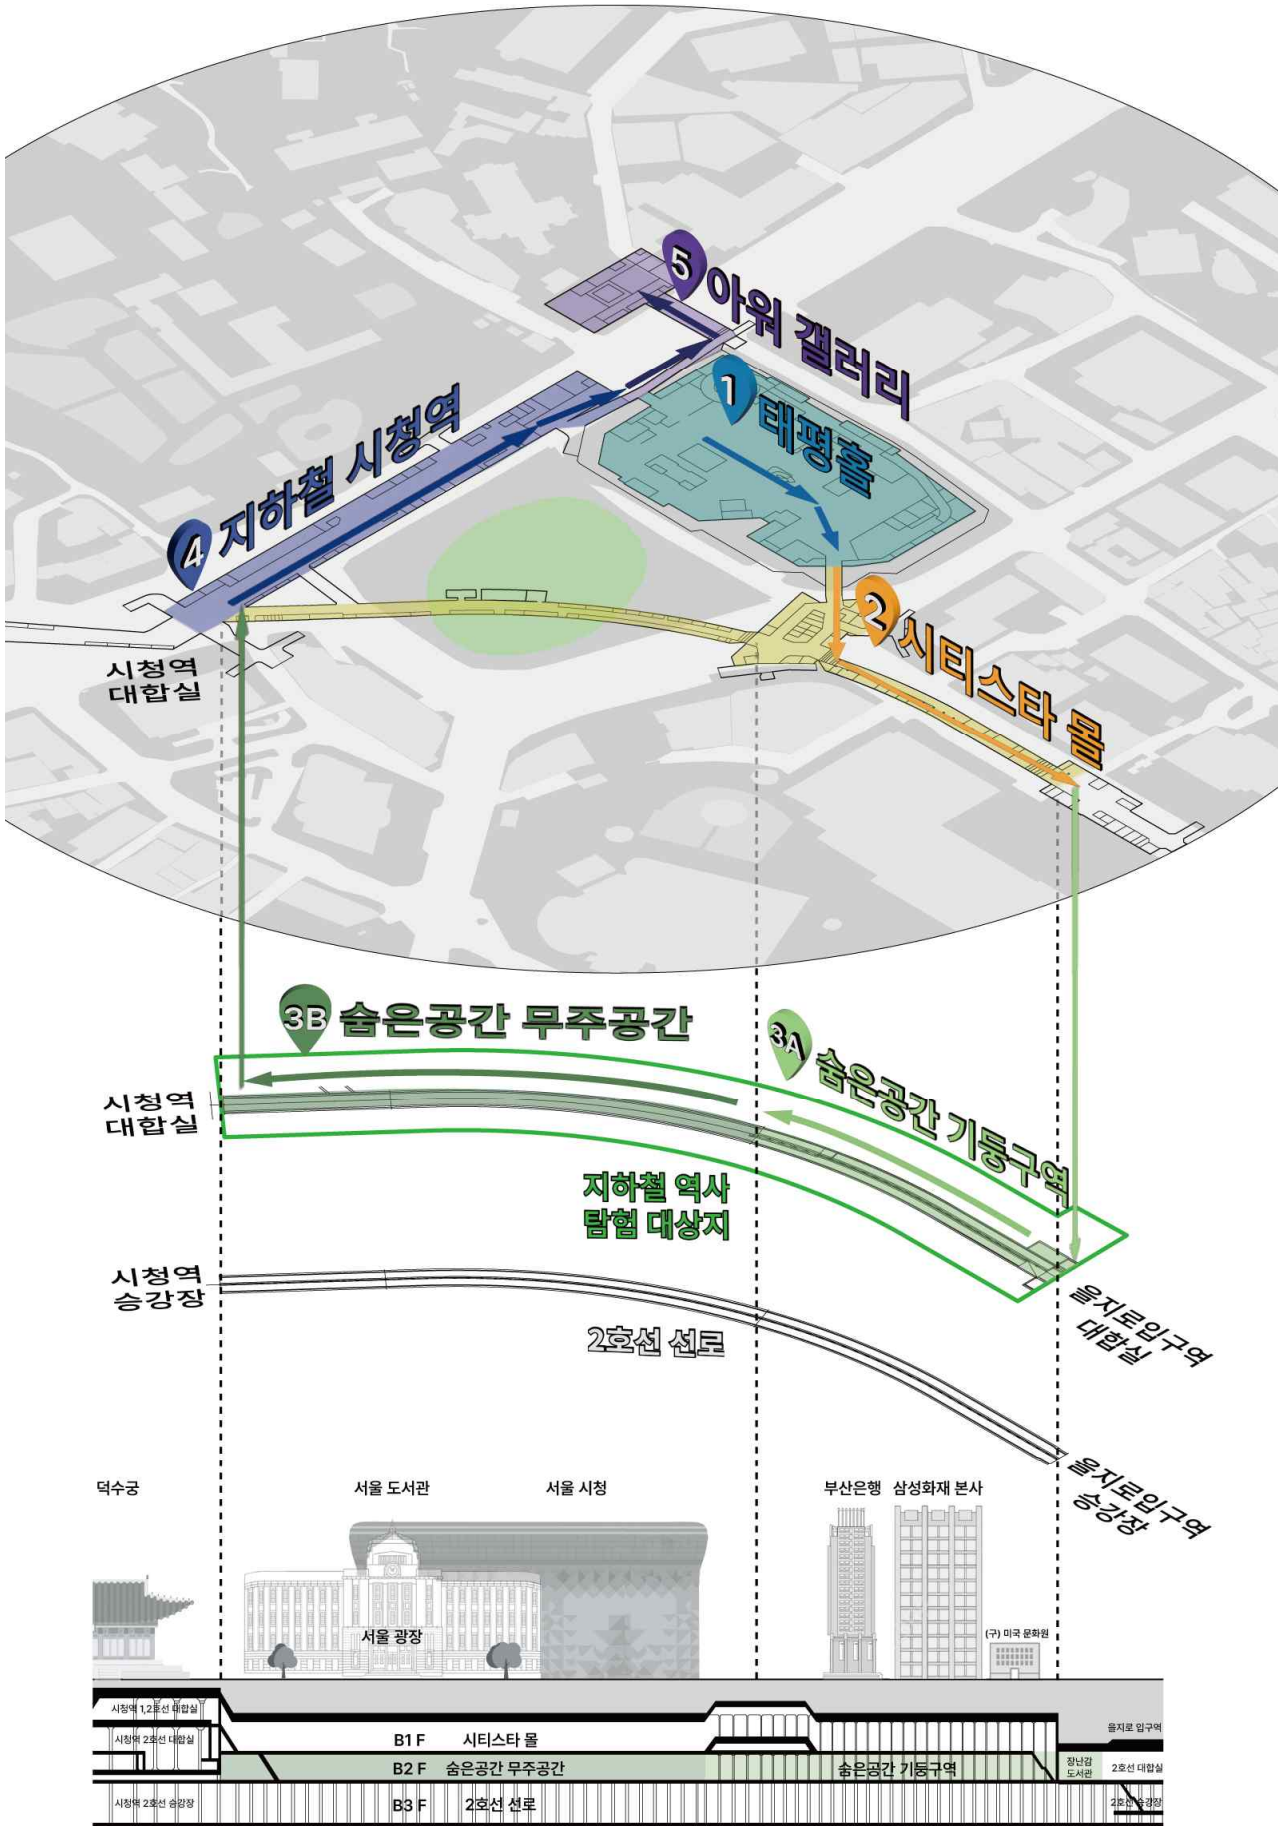 5 아워 갤러리
1 태평홀
4 지하철 시청역
2 시티스타 몰
시청역
대합실
3B 숨은공간 무주공간
3A 숨은공간 기둥구역
시청역
대합실
지하철 역사
탐험 대상지
시청역
승강장
2호선 선로
을지로입구역
대합실
을지로입구역
승강장
덕수궁
서울 도서관
서울 시청
부산은행
삼성화재 본사
서울 광장
(구) 미국 문화원
시청역 1,2호선 대합실
을지로 입구역
시청역 2호선 대합실
B1 F 시티스타 몰
B2 F 숨은공간 무주공간
숨은공간 기둥구역
장난감
도서관
2호선 대합실
시청역 2호선 승강장
B3 F 2호선 선로
2호선 승강장